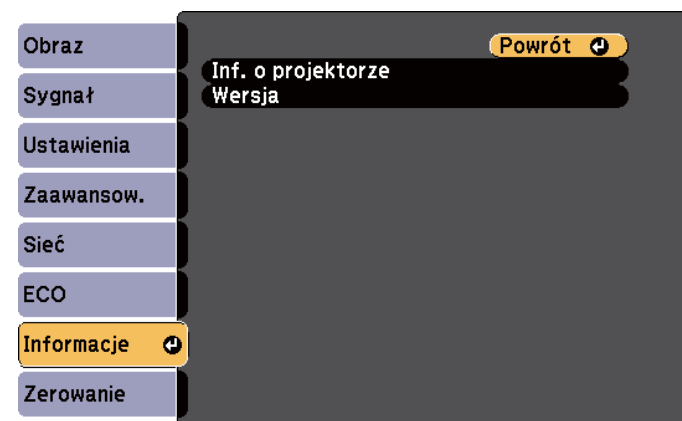 Obraz
Sygnał
Ustawienia
Zaawansow.
Sieć
ECO
Informacje
Zerowanie
Powrót
Inf. o projektorze
Wersja